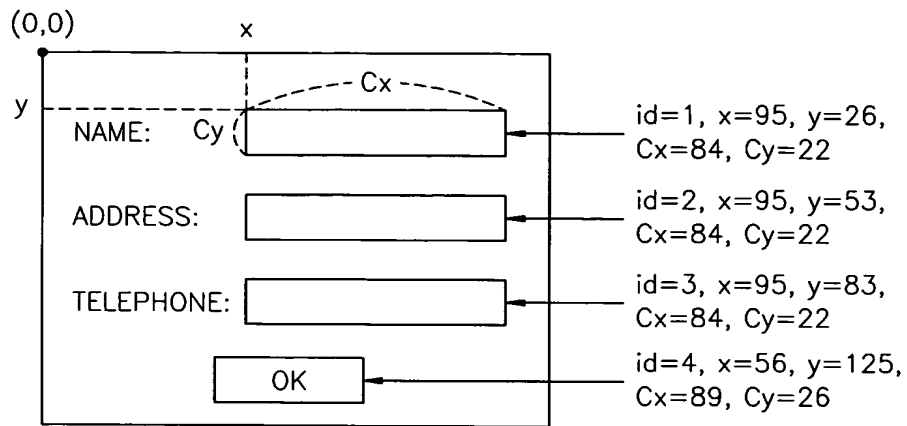 (0,0)
x
Cx
y
NAME:
Cy
id=1, x=95, y=26,
Cx=84, Cy=22
ADDRESS:
id=2, x=95, y=53,
Cx=84, Cy=22
TELEPHONE:
id=3, x=95, y=83,
Cx=84, Cy=22
OK
id=4, x=56, y=125,
Cx=89, Cy=26